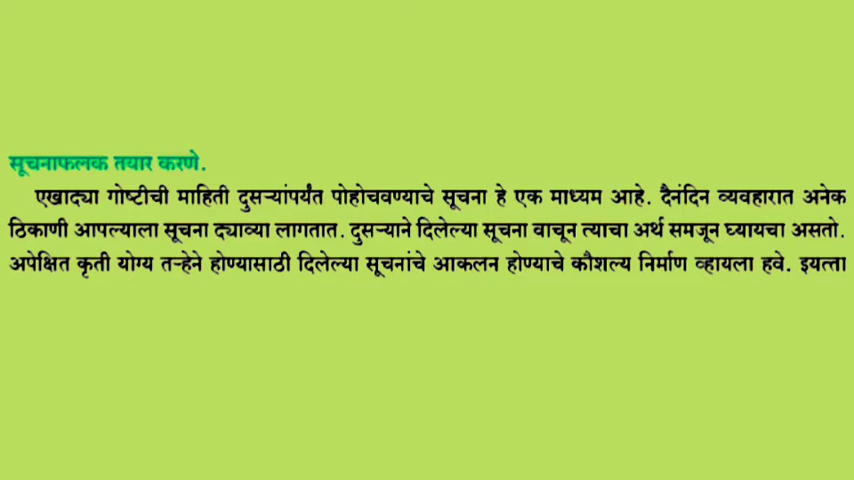 सूचनाफलक तयार करणे.
एखाद्या गोष्टीची माहिती दुसऱ्यांपर्यंत पोहोचवण्याचे सूचना हे एक माध्यम आहे. दैनंदिन व्यवहारात अनेक
ठिकाणी आपल्याला सूचना द्याव्या लागतात. दुसऱ्याने दिलेल्या सूचना वाचून त्याचा अर्थ समजून घ्यायचा असतो.
अपेक्षित कृती योग्य तऱ्हेने होण्यासाठी दिलेल्या सूचनांचे आकलन होण्याचे कौशल्य निर्माण व्हायला हवे. इयत्ता